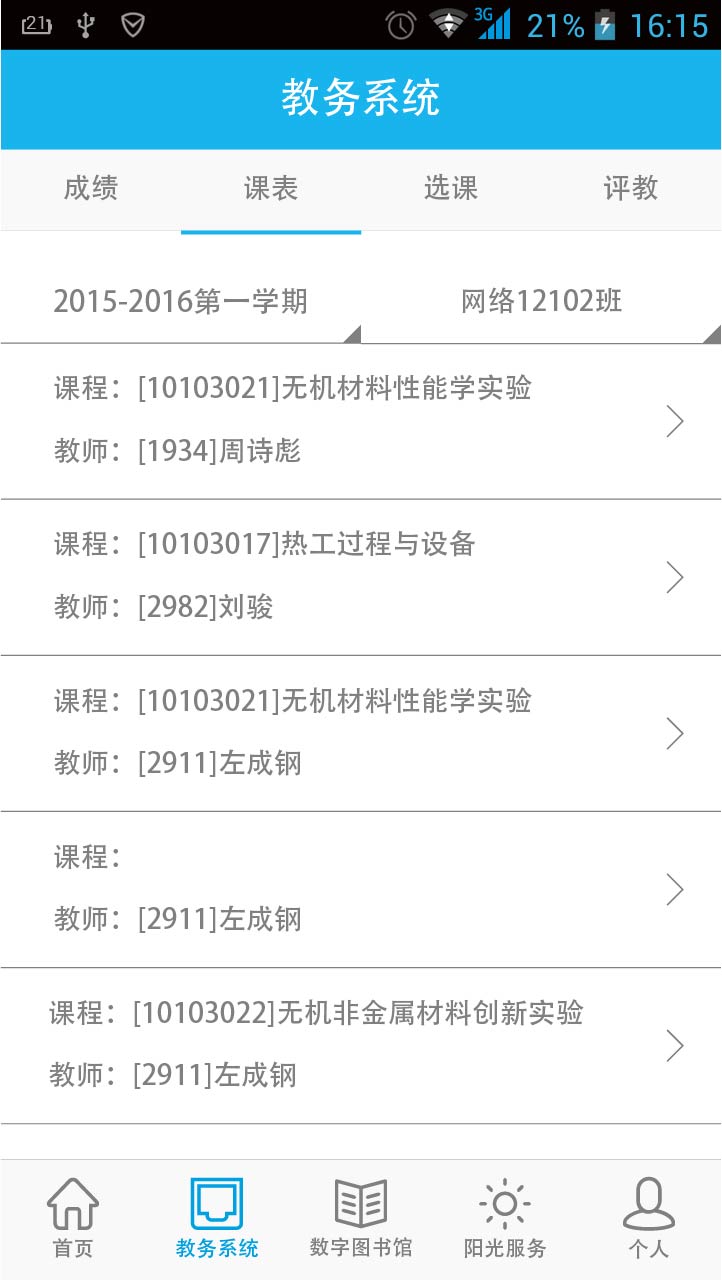 21 3G 21% 16:15
教务系统
成绩 课表 选课 评教
2015-2016第一学期 网络12102班
课程：[10103021]无机材料性能学实验
教师：[1934]周诗彪
课程：[10103017]热工过程与设备
教师：[2982]刘骏
课程：[10103021]无机材料性能学实验
教师：[2911]左成钢
课程：
教师：[2911]左成钢
课程：[10103022]无机非金属材料创新实验
教师：[2911]左成钢
首页 教务系统 数字图书馆 阳光服务 个人